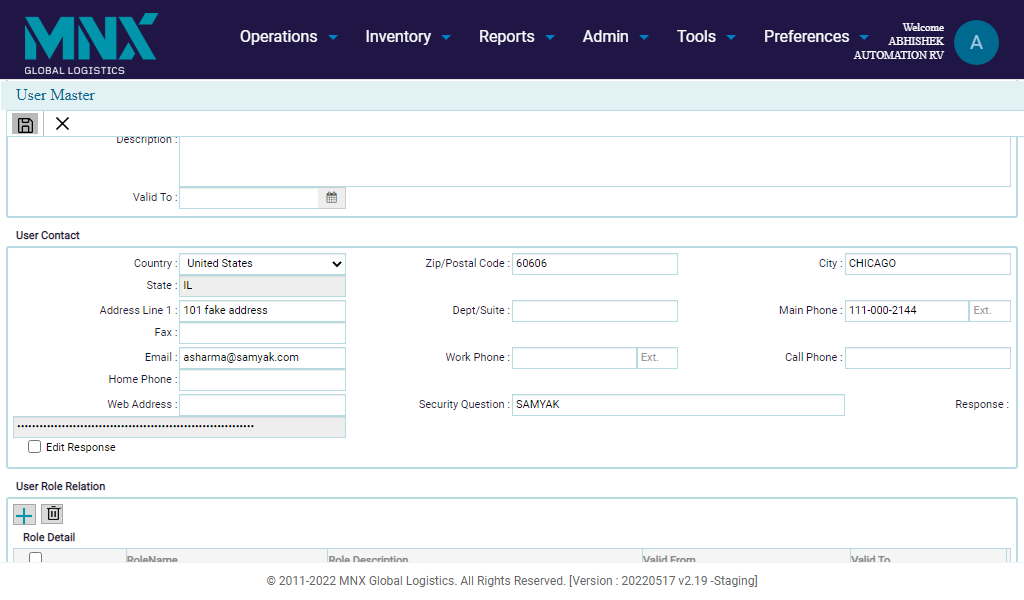 MNX
GLOBAL LOGISTICS
Operations Inventory Reports Admin Tools Preferences
Welcome
ABHISHEK
AUTOMATION RV
A
User Master
Description :
Valid To :
User Contact
Country : United States Zip/Postal Code : 60606 City : CHICAGO
State : IL
Address Line 1 : 101 fake address Dept/Suite : Main Phone : 111-000-2144 Ext.
Fax :
Email : asharma@samyak.com Work Phone : Ext. Call Phone :
Home Phone :
Web Address : Security Question : SAMYAK Response :
Edit Response
User Role Relation
Role Detail
RoleName Role Description Valid From Valid To
© 2011-2022 MNX Global Logistics. All Rights Reserved. [Version : 20220517 v2.19 -Staging]